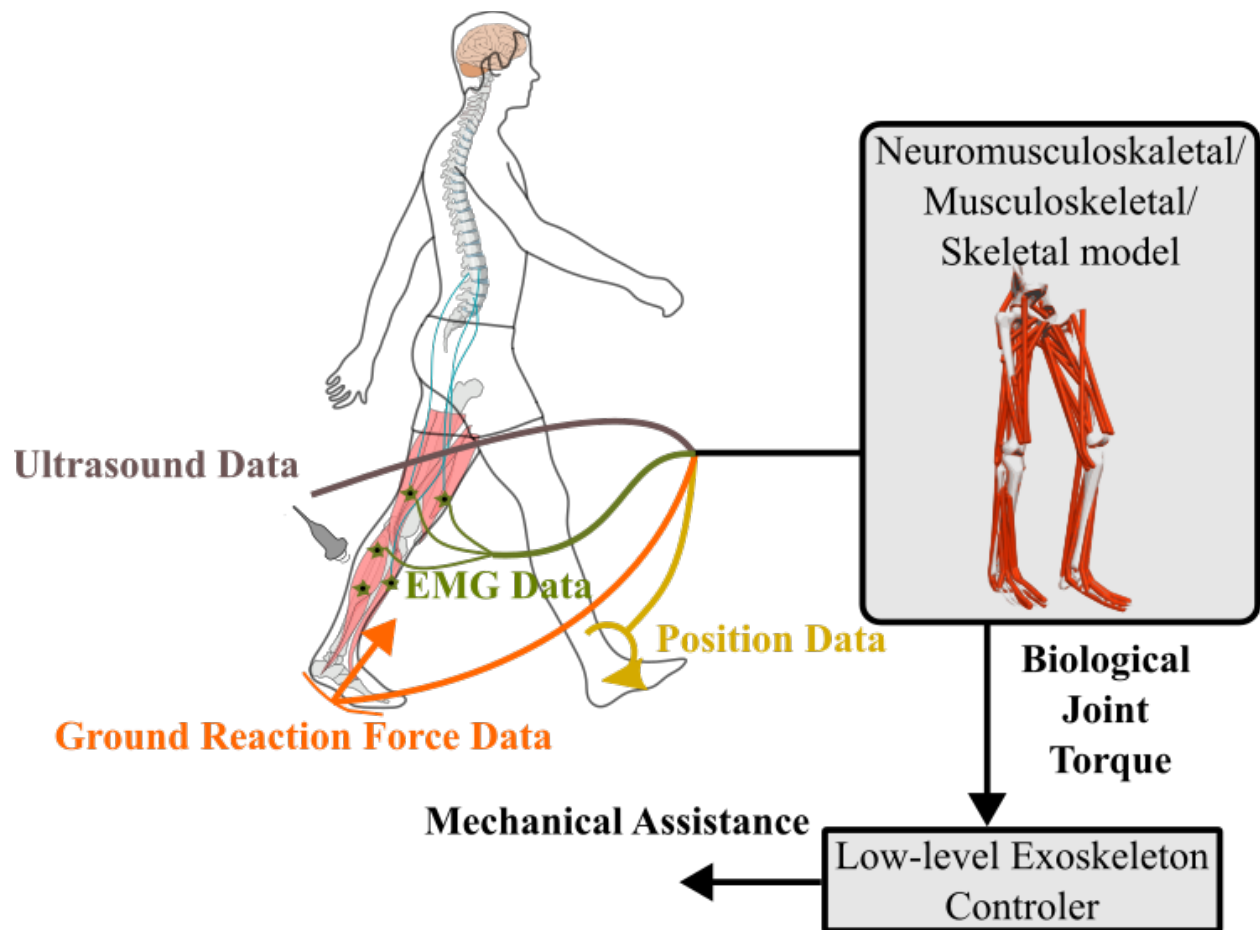 Neuromusculoskaletal/
Musculoskeletal/
Skeletal model
Ultrasound Data
EMG Data
Position Data
Ground Reaction Force Data
Biological
Joint
Torque
Mechanical Assistance
Low-level Exoskeleton
Controler